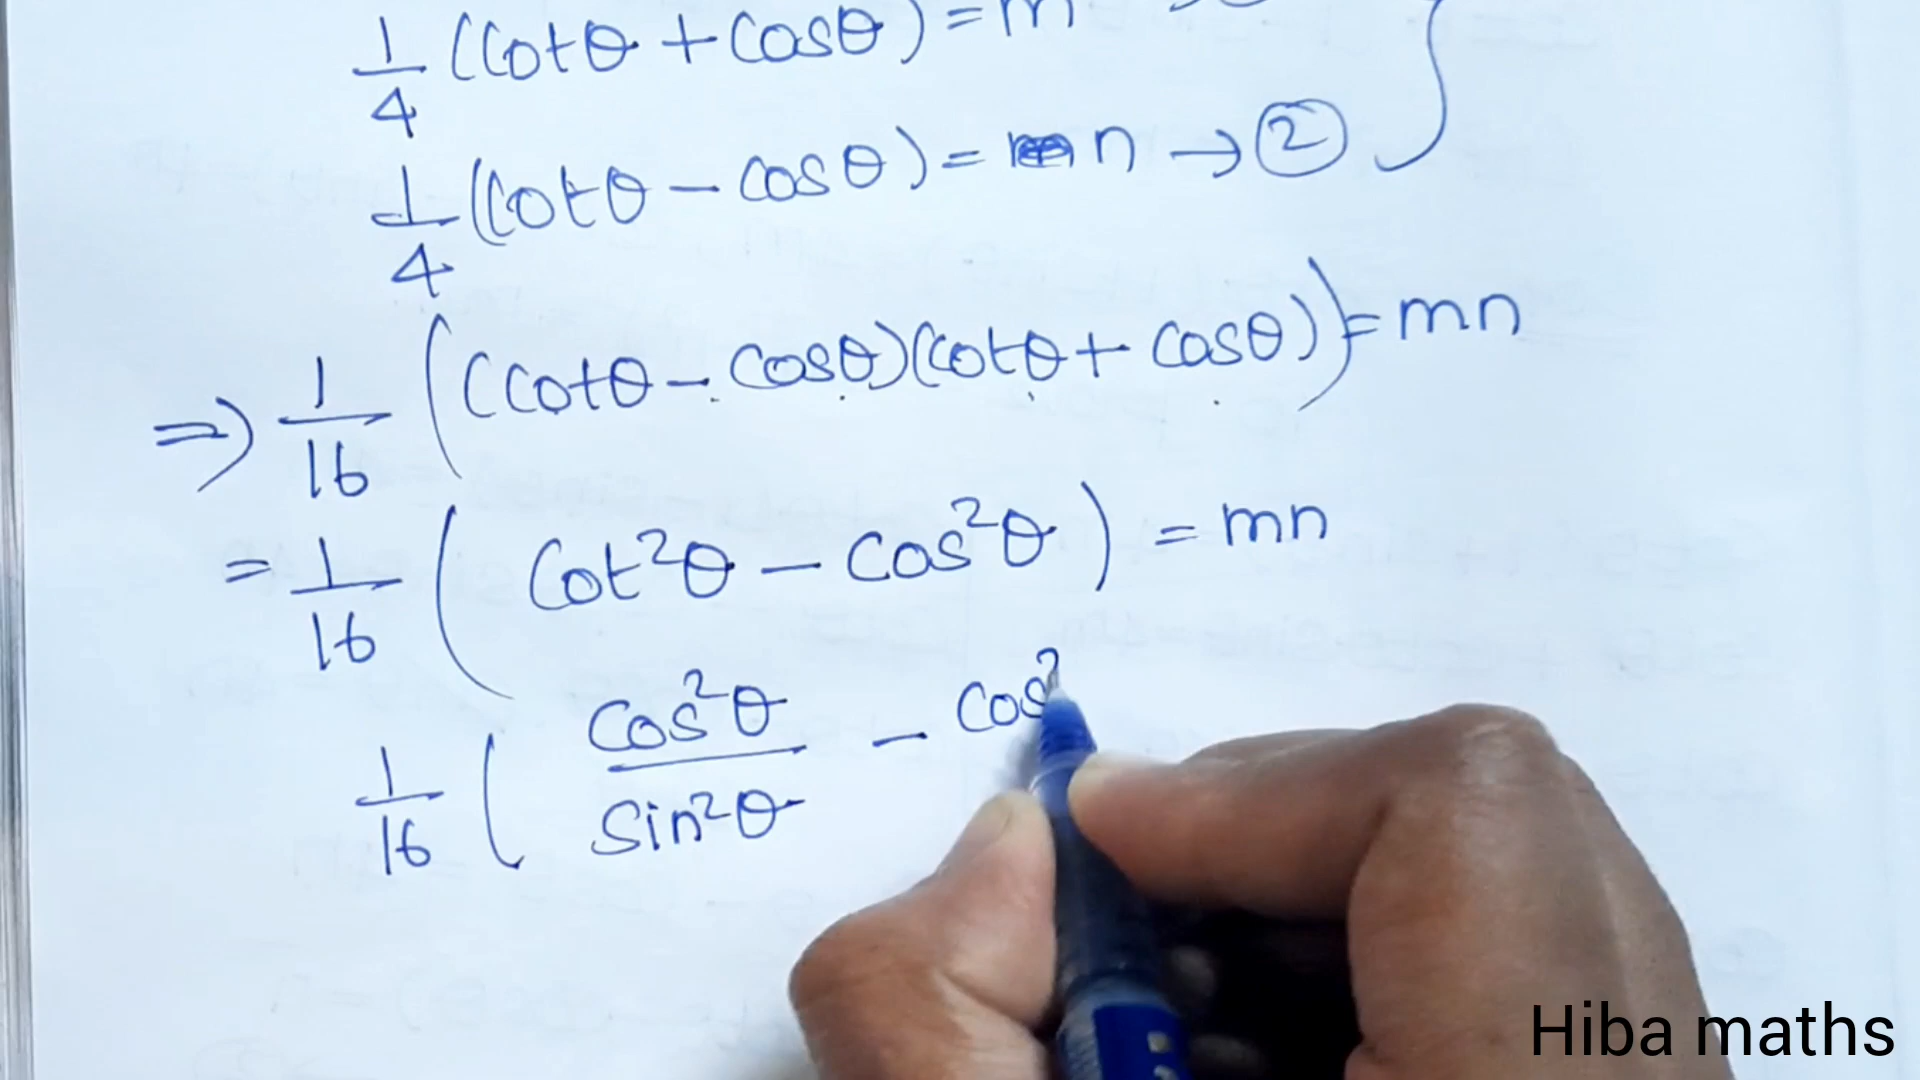 1/4 (Cotθ + Cosθ) = m
1/4 (Cotθ - Cosθ) = n → ②
⇒ 1/16 ((Cotθ - Cosθ)(Cotθ + Cosθ)) = mn
= 1/16 (Cot²θ - Cos²θ) = mn
1/16 ( Cos²θ/Sin²θ - Cos²
Hiba maths